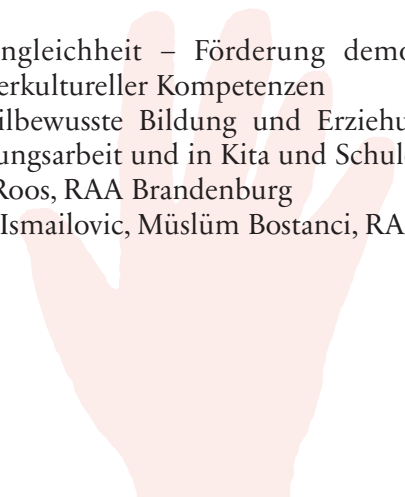 ngleichheit – Förderung demo
erkultureller Kompetenzen
ilbewusste Bildung und Erziehu
ungsarbeit und in Kita und Schul
Roos, RAA Brandenburg
Ismailovic, Müslüm Bostanci, RA